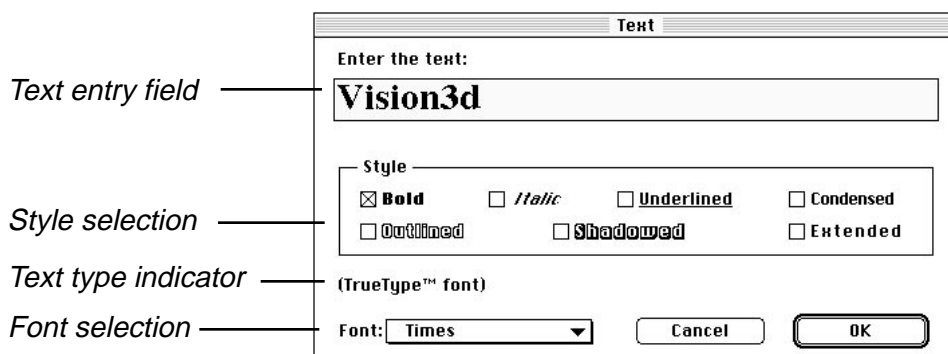 Text
Enter the text:
Text entry field
Vision3d
Style
Bold Italic Underlined Condensed
Style selection
Outlined Shadowed Extended
Text type indicator
(TrueType™ font)
Font selection
Font: Times Cancel OK